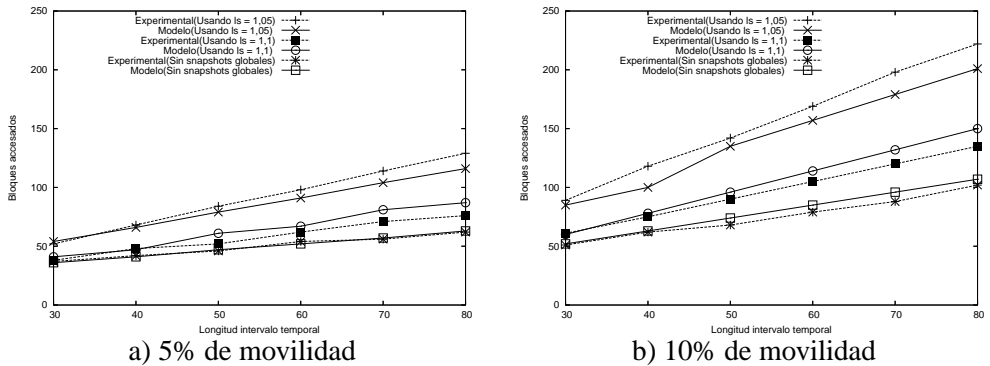 Experimental(Usando ls = 1,05)
Modelo(Usando ls = 1,05)
Experimental(Usando ls = 1,1)
Modelo(Usando ls = 1,1)
Experimental(Sin snapshots globales)
Modelo(Sin snapshots globales)
250
200
150
100
50
0
Bloques accesados
30 40 50 60 70 80
Longitud intervalo temporal
a) 5% de movilidad
Experimental(Usando ls = 1,05)
Modelo(Usando ls = 1,05)
Experimental(Usando ls = 1,1)
Modelo(Usando ls = 1,1)
Experimental(Sin snapshots globales)
Modelo(Sin snapshots globales)
250
200
150
100
50
0
Bloques accesados
30 40 50 60 70 80
Longitud intervalo temporal
b) 10% de movilidad